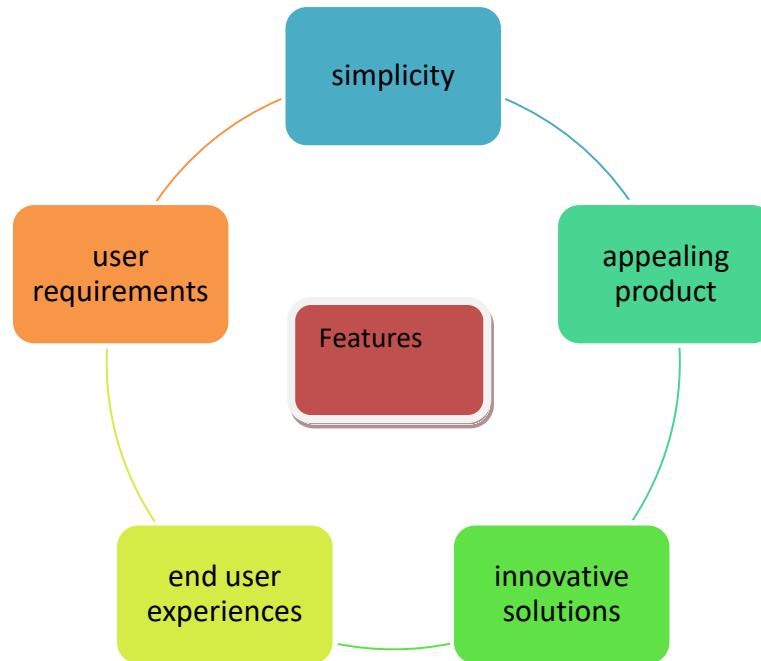 simplicity
user
requirements
appealing
product
Features
end user
experiences
innovative
solutions